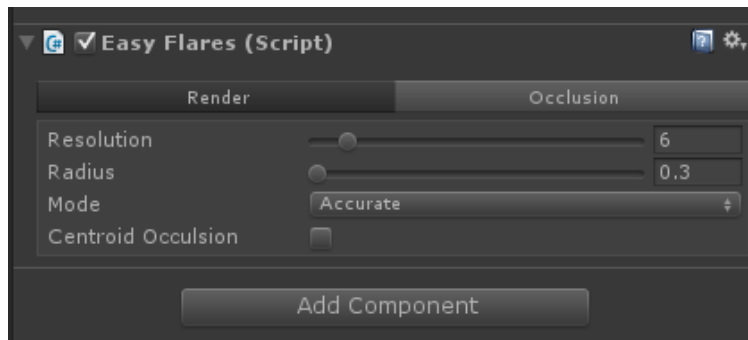 Easy Flares (Script)
Render Occlusion
Resolution 6
Radius 0.3
Mode Accurate
Centroid Occulsion
Add Component